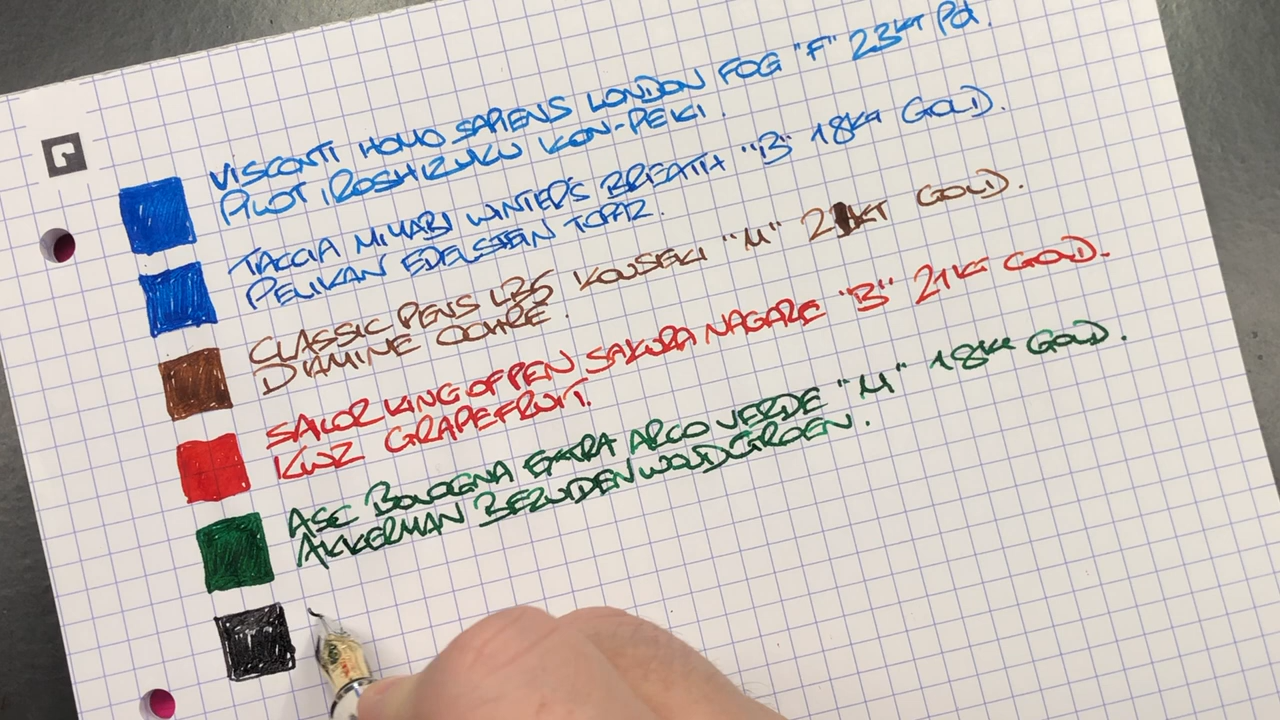 VISCONTI HOMO SAPIENS LONDON FOG "F" 23KT Pd.
PILOT IROSHIZUKU KON-PEKI.
TACCIA MIYABI WINTER'S BREATH "B" 18Kt GOLD.
PELIKAN EDELSTEIN TOPAZ.
CLASSIC PENS LB5 KOUSEKI "M" 21KT GOLD.
DIAMINE OCHRE.
SAILOR KING OF PEN SAKURA NAGARE "B" 21Kt GOLD.
KWZ GRAPEFRUIT.
ASC BOLOGNA EXTRA ARCO VERDE "M" 18Kt GOLD.
AKKERMAN BEZUIDENWOUDGROEN.